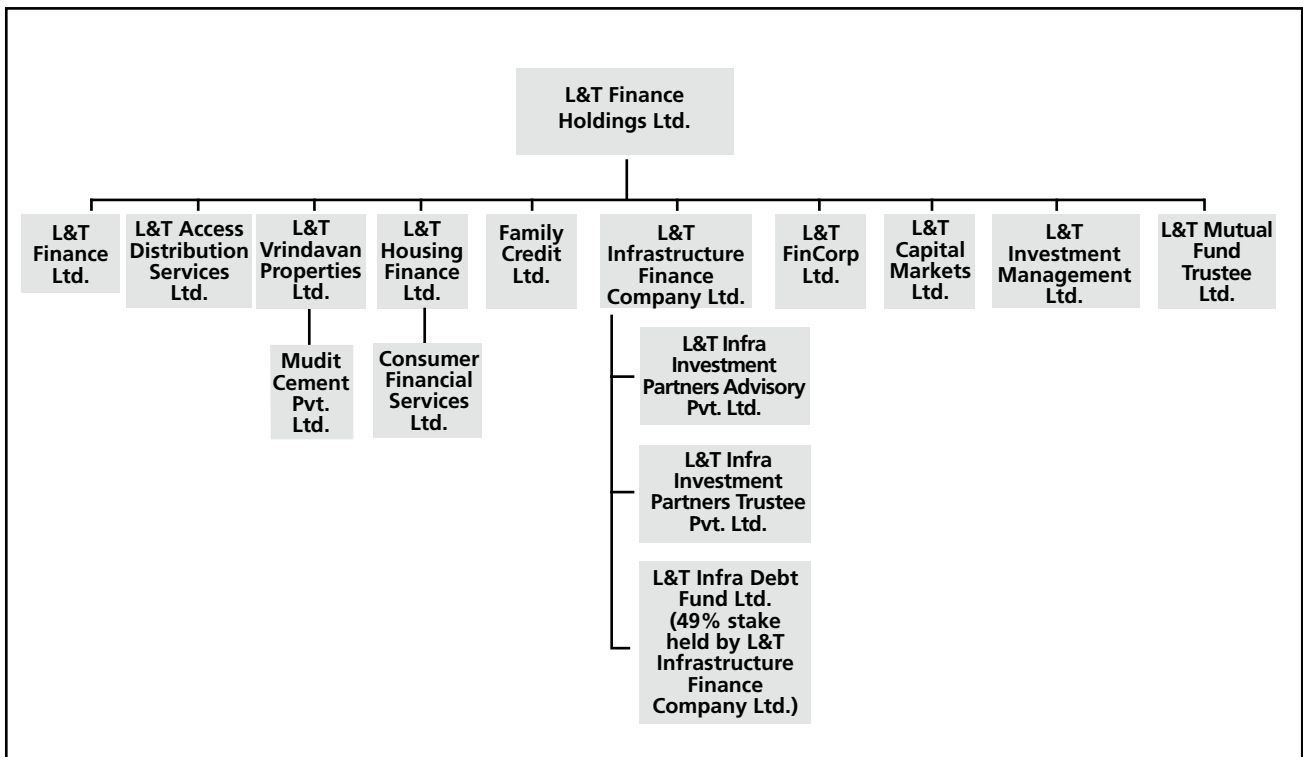 L&T Finance
Holdings Ltd.
L&T
Finance
Ltd.
L&T Access
Distribution
Services
Ltd.
L&T
Vrindavan
Properties
Ltd.
L&T
Housing
Finance
Ltd.
Family
Credit
Ltd.
L&T
Infrastructure
Finance
Company Ltd.
L&T
FinCorp
Ltd.
L&T
Capital
Markets
Ltd.
L&T
Investment
Management
Ltd.
L&T Mutual
Fund
Trustee
Ltd.
Mudit
Cement
Pvt.
Ltd.
Consumer
Financial
Services
Ltd.
L&T Infra
Investment
Partners Advisory
Pvt. Ltd.
L&T Infra
Investment
Partners Trustee
Pvt. Ltd.
L&T Infra Debt
Fund Ltd.
(49% stake
held by L&T
Infrastructure
Finance
Company Ltd.)